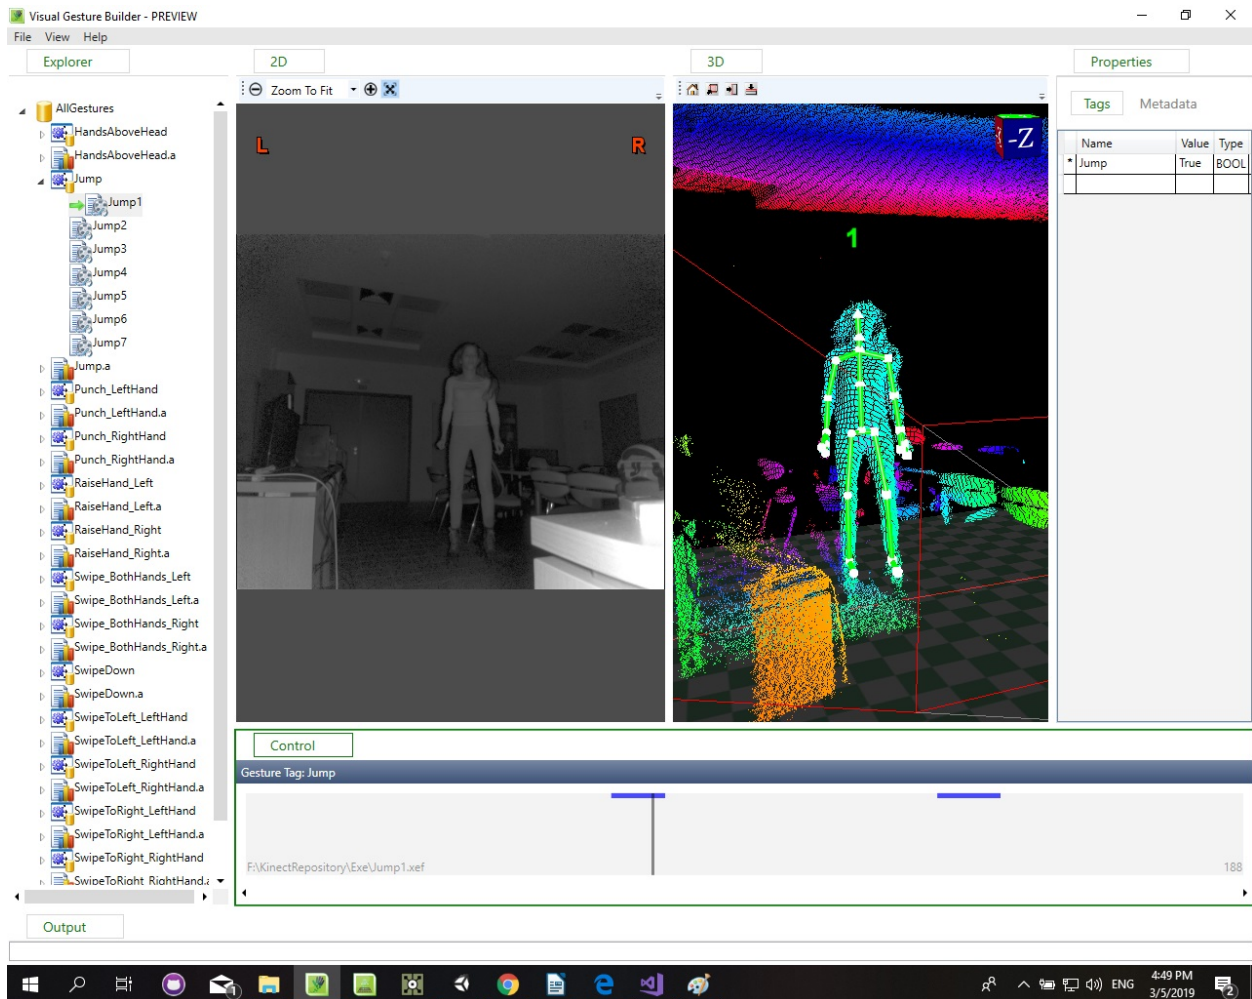 Visual Gesture Builder - PREVIEW
File View Help
Explorer
2D
3D
Properties
Zoom To Fit
Tags Metadata
Name Value Type
* Jump True BOOL
AllGestures
HandsAboveHead
HandsAboveHead.a
Jump
Jump1
Jump2
Jump3
Jump4
Jump5
Jump6
Jump7
Jump.a
Punch_LeftHand
Punch_LeftHand.a
Punch_RightHand
Punch_RightHand.a
RaiseHand_Left
RaiseHand_Left.a
RaiseHand_Right
RaiseHand_Right.a
Swipe_BothHands_Left
Swipe_BothHands_Left.a
Swipe_BothHands_Right
Swipe_BothHands_Right.a
SwipeDown
SwipeDown.a
SwipeToLeft_LeftHand
SwipeToLeft_LeftHand.a
SwipeToLeft_RightHand
SwipeToLeft_RightHand.a
SwipeToRight_LeftHand
SwipeToRight_LeftHand.a
SwipeToRight_RightHand
SwipeToRight_RightHand.a
L R
-Z
1
Control
Gesture Tag: Jump
F:\KinectRepository\Exe\Jump1.xef 188
Output
1
ENG
4:49 PM
3/5/2019
2